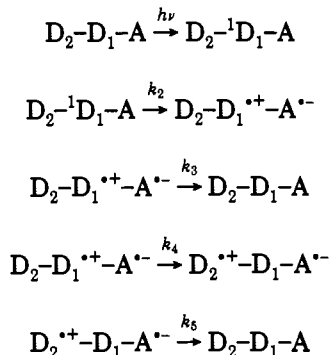 D₂–D₁–A →hν D₂–¹D₁–A
D₂–¹D₁–A →k₂ D₂–D₁•⁺–A•⁻
D₂–D₁•⁺–A•⁻ →k₃ D₂–D₁–A
D₂–D₁•⁺–A•⁻ →k₄ D₂•⁺–D₁–A•⁻
D₂•⁺–D₁–A•⁻ →k₅ D₂–D₁–A